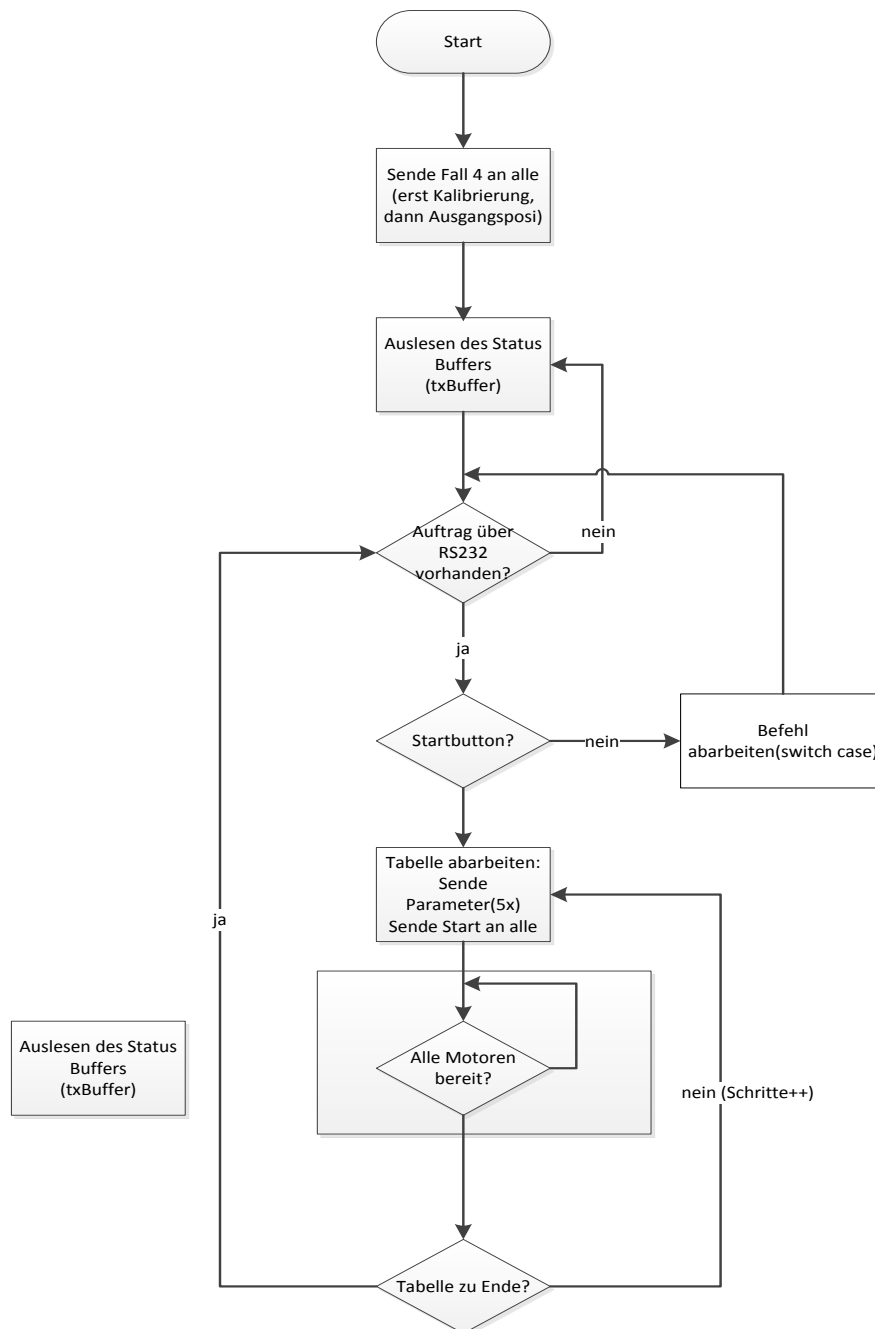 Start
Sende Fall 4 an alle
(erst Kalibrierung,
dann Ausgangsposi)
Auslesen des Status
Buffers
(txBuffer)
Auftrag über
RS232
vorhanden?
nein
ja
Startbutton?
nein
Befehl
abarbeiten(switch case)
Tabelle abarbeiten:
Sende
Parameter(5x)
Sende Start an alle
ja
Auslesen des Status
Buffers
(txBuffer)
Alle Motoren
bereit?
nein (Schritte++)
Tabelle zu Ende?